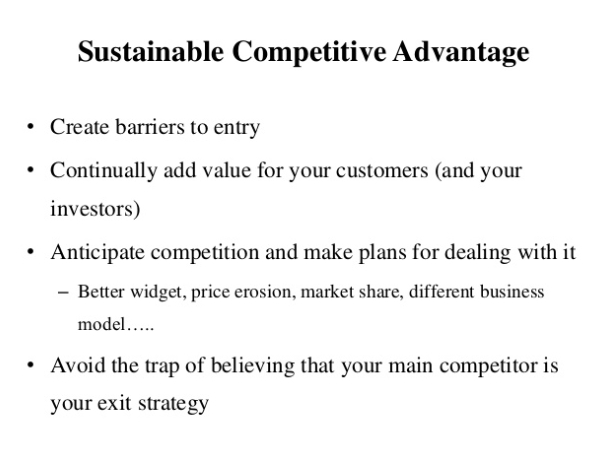 Sustainable Competitive Advantage
• Create barriers to entry
• Continually add value for your customers (and your
investors)
• Anticipate competition and make plans for dealing with it
– Better widget, price erosion, market share, different business
model…..
• Avoid the trap of believing that your main competitor is
your exit strategy